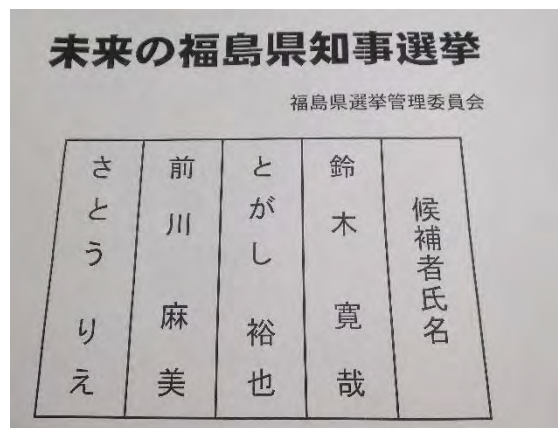 未来の福島県知事選挙
福島県選挙管理委員会
候補者氏名
鈴木 寛哉
とがし 裕也
前川 麻美
さとう りえ